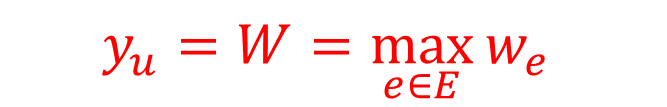 y_u = W = max_{e∈E} w_e